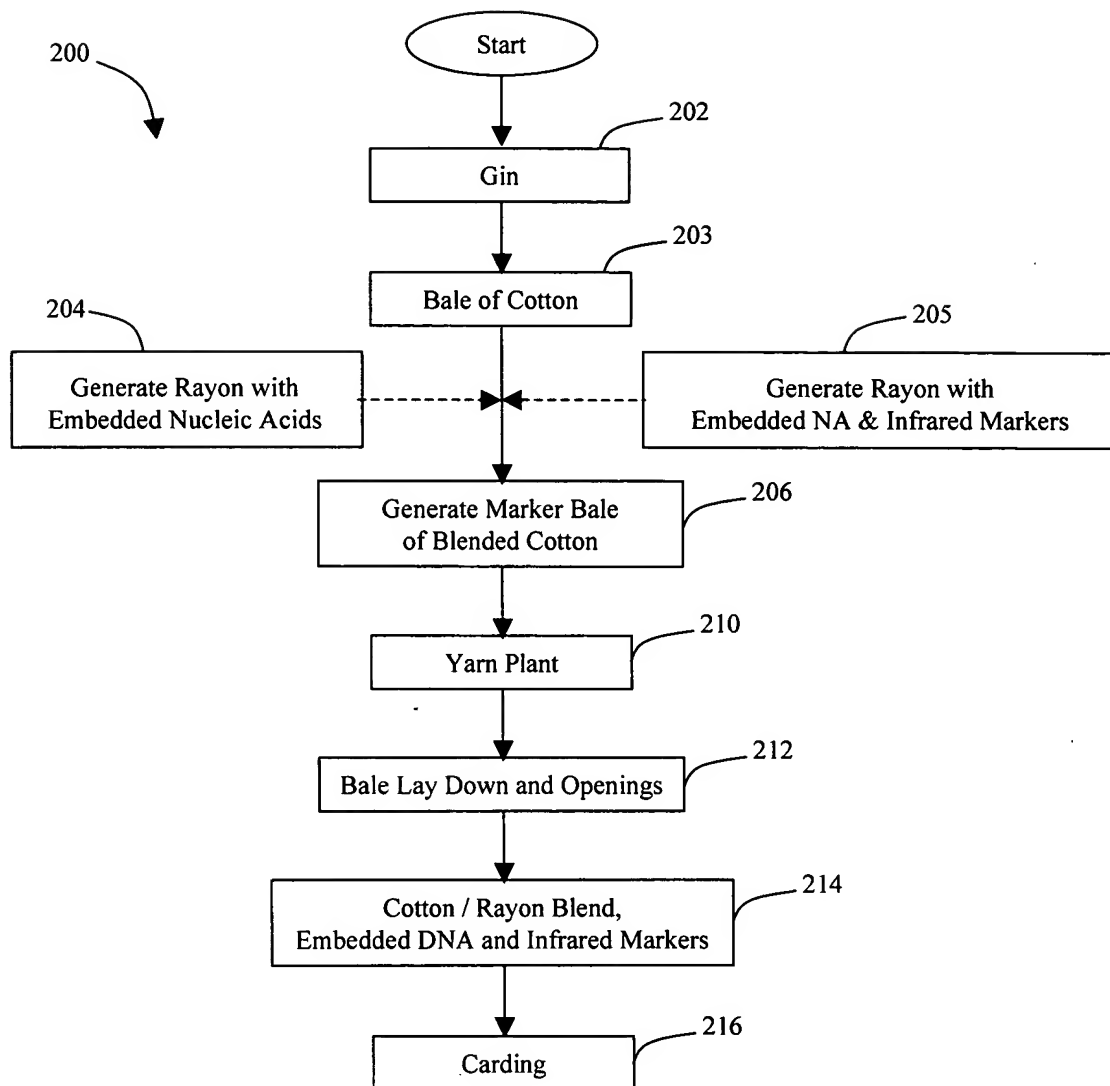 Start
200
202
Gin
203
Bale of Cotton
204
205
Generate Rayon with
Embedded Nucleic Acids
Generate Rayon with
Embedded NA & Infrared Markers
206
Generate Marker Bale
of Blended Cotton
210
Yarn Plant
212
Bale Lay Down and Openings
214
Cotton / Rayon Blend,
Embedded DNA and Infrared Markers
216
Carding